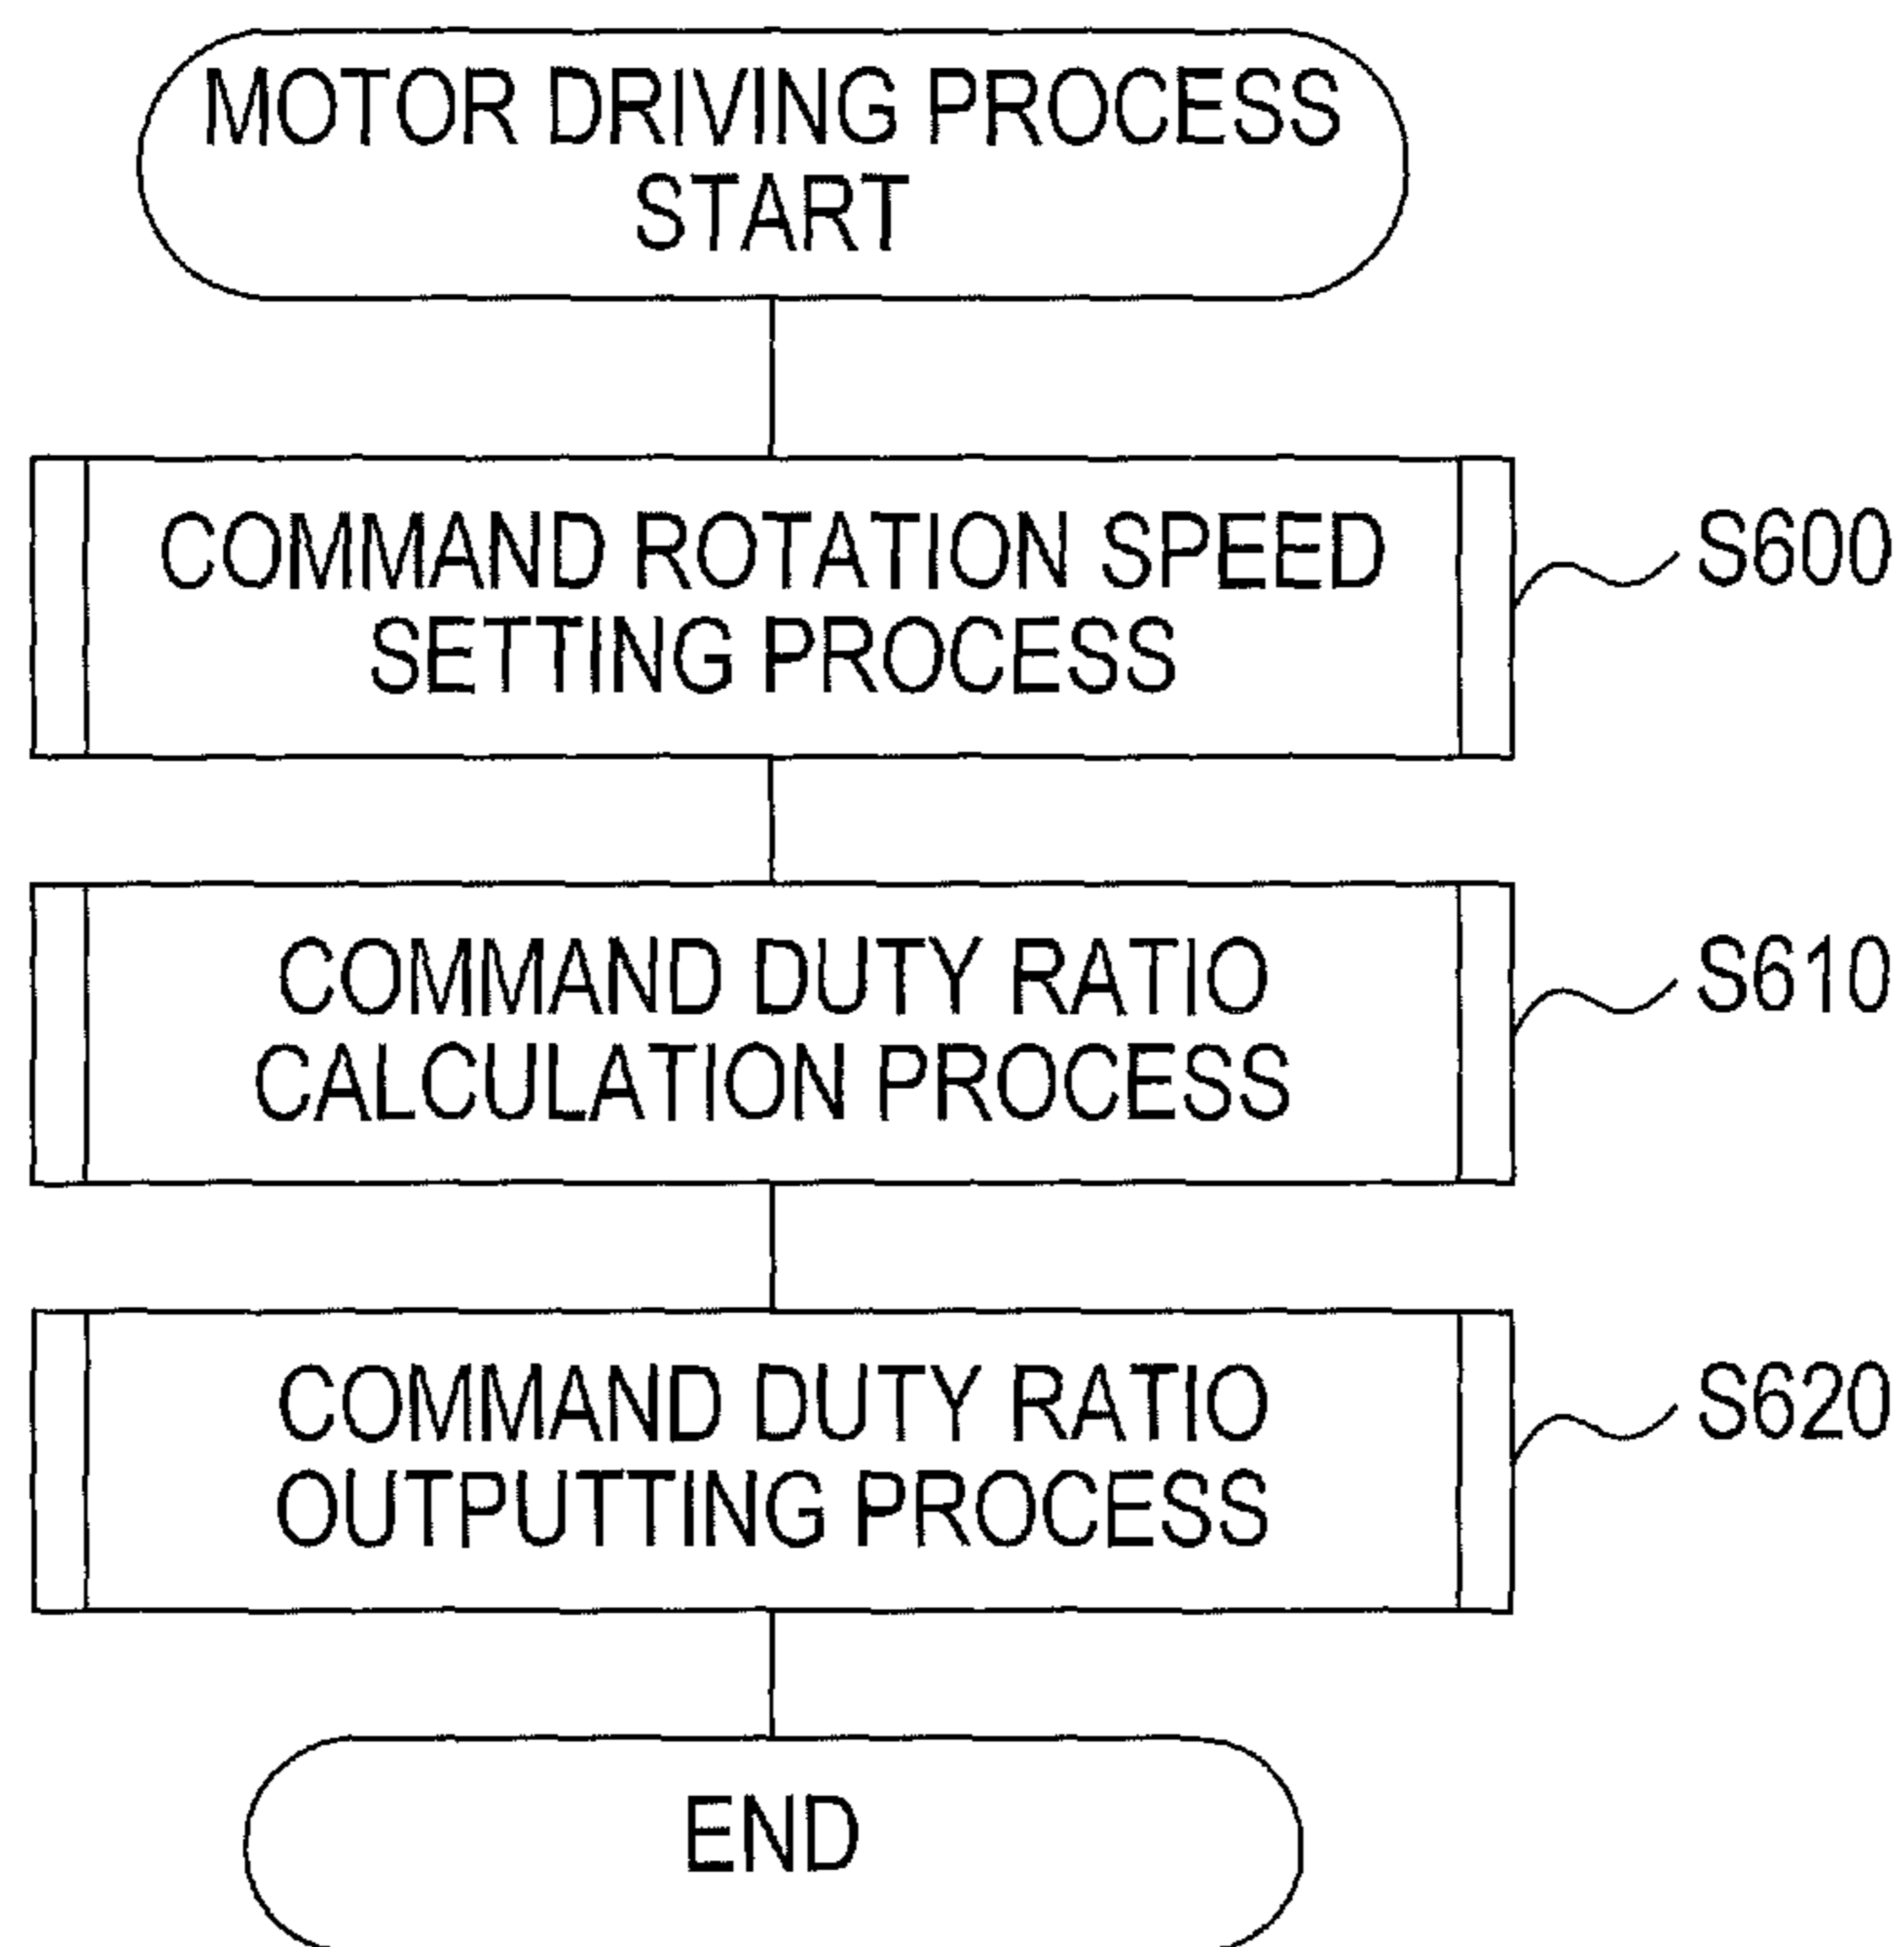 MOTOR DRIVING PROCESS
START
COMMAND ROTATION SPEED
SETTING PROCESS
S600
COMMAND DUTY RATIO
CALCULATION PROCESS
S610
COMMAND DUTY RATIO
OUTPUTTING PROCESS
S620
END